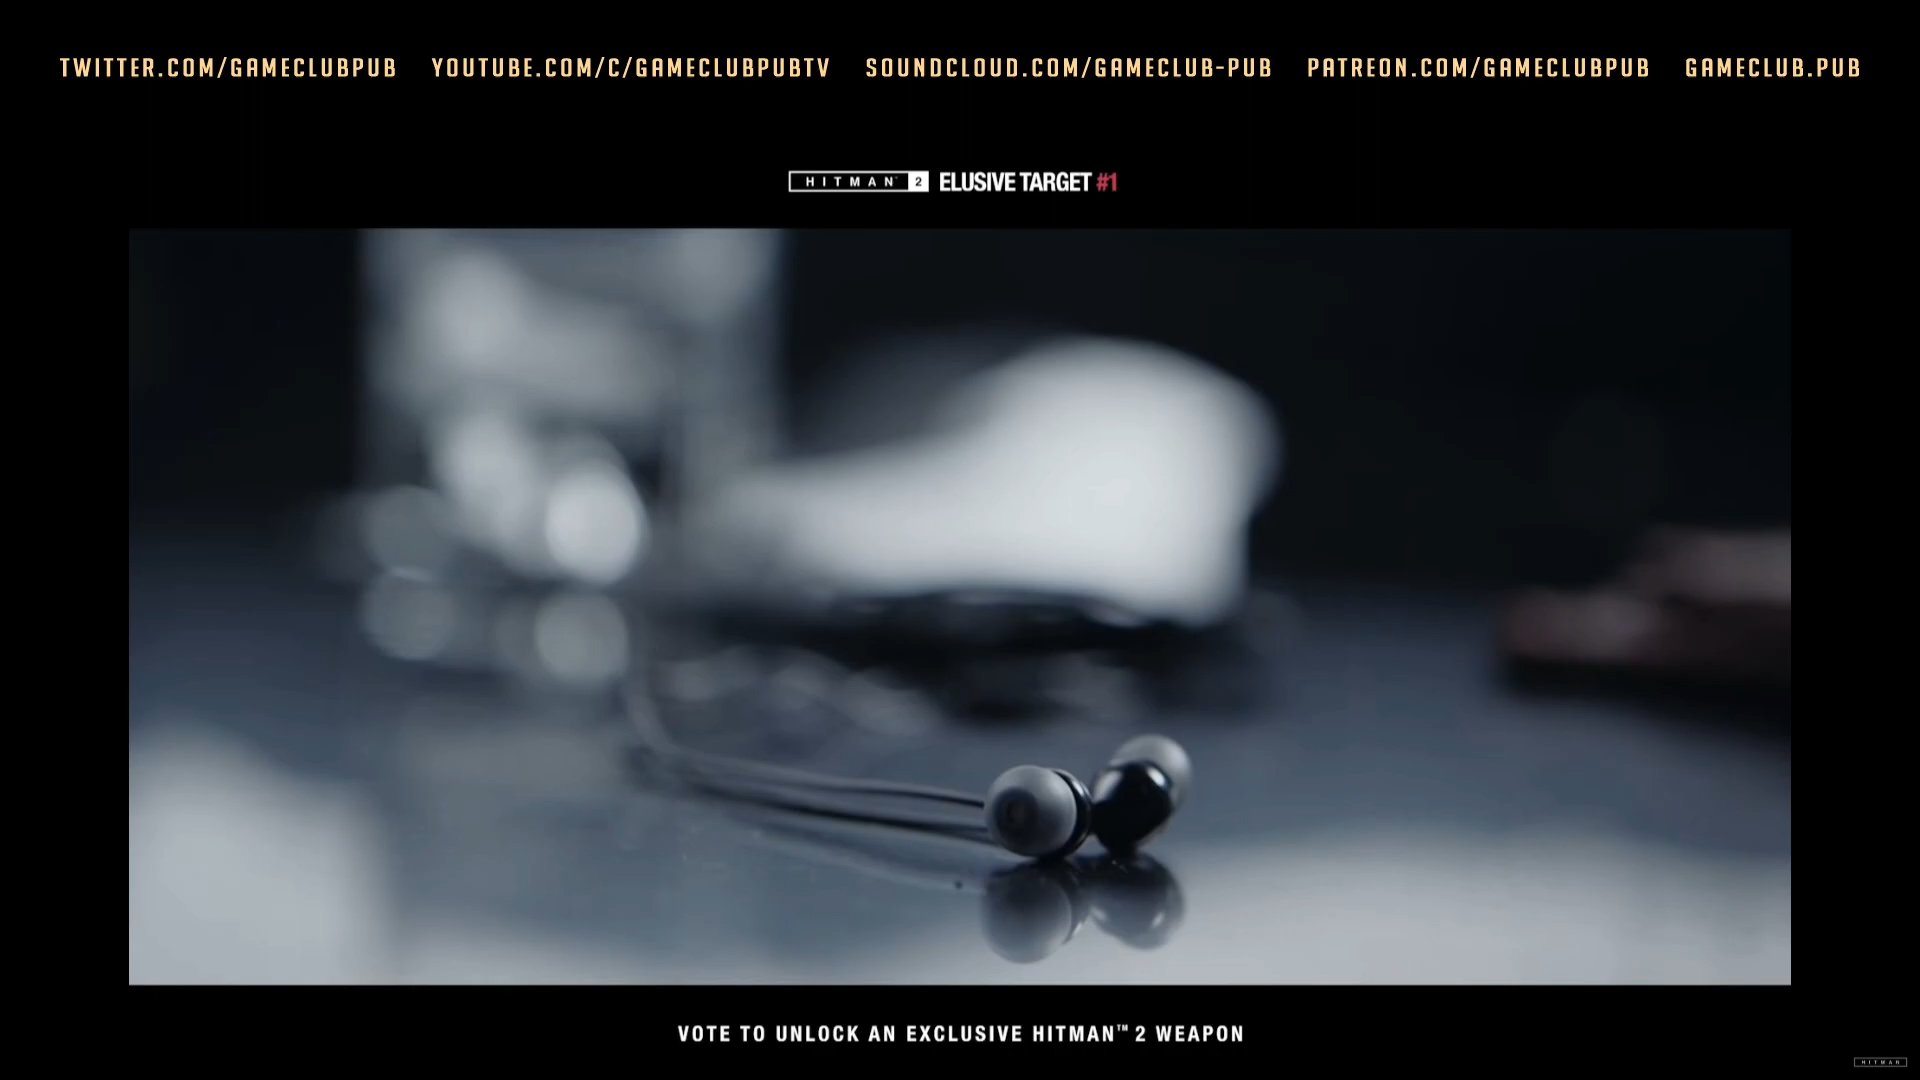 TWITTER.COM/GAMECLUBPUB YOUTUBE.COM/C/GAMECLUBPUBTV SOUNDCLOUD.COM/GAMECLUB-PUB PATREON.COM/GAMECLUBPUB GAMECLUB.PUB
HITMAN™ 2 ELUSIVE TARGET #1
VOTE TO UNLOCK AN EXCLUSIVE HITMAN™ 2 WEAPON
HITMAN